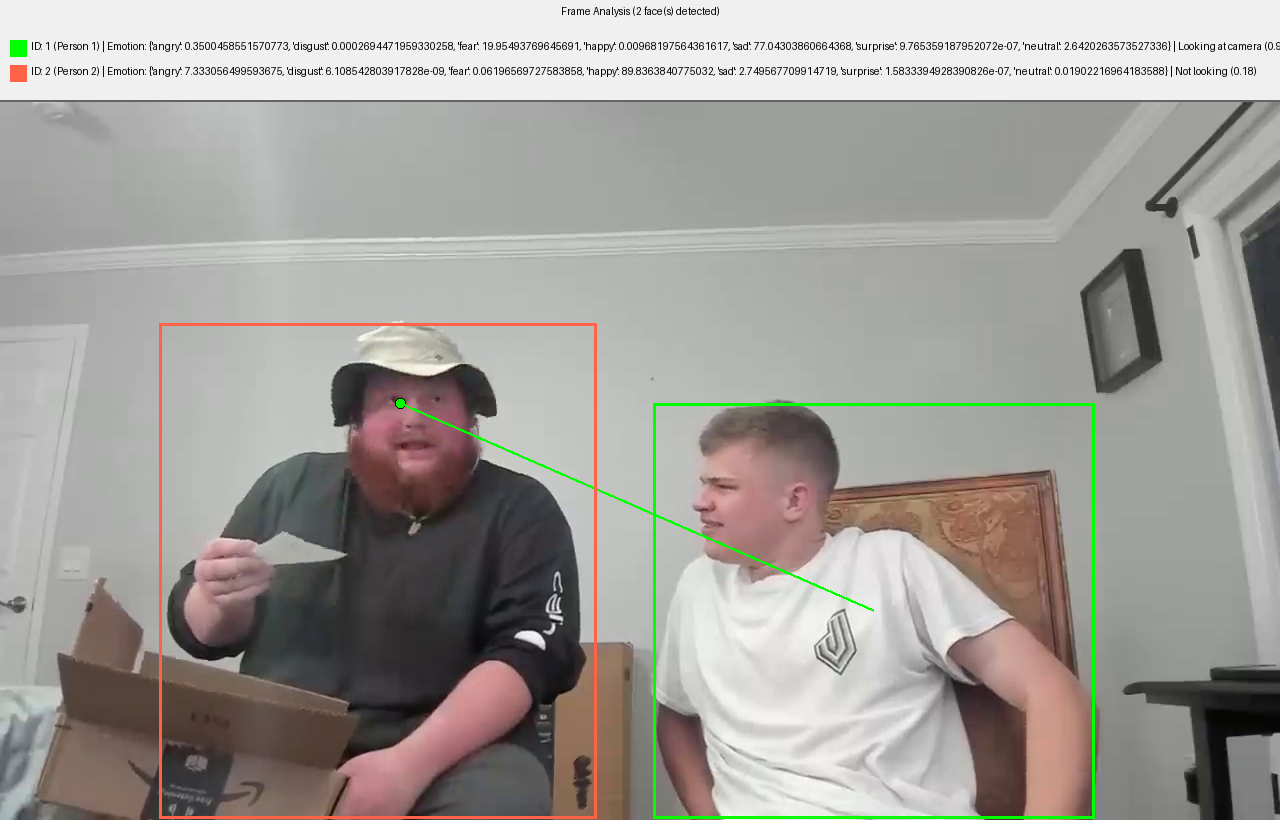 Frame Analysis (2 face(s) detected)
ID: 1 (Person 1) | Emotion: {'angry': 0.3500458551570773, 'disgust': 0.0002694471959330258, 'fear': 19.95493769645691, 'happy': 0.00968197564361617, 'sad': 77.04303860664368, 'surprise': 9.765359187952072e-07, 'neutral': 2.6420263573527336} | Looking at camera (0.9
ID: 2 (Person 2) | Emotion: {'angry': 7.333056499593675, 'disgust': 6.108542803917828e-09, 'fear': 0.06196569727583858, 'happy': 89.8363840775032, 'sad': 2.749567709914719, 'surprise': 1.5833394928390826e-07, 'neutral': 0.01902216964183588} | Not looking (0.18)